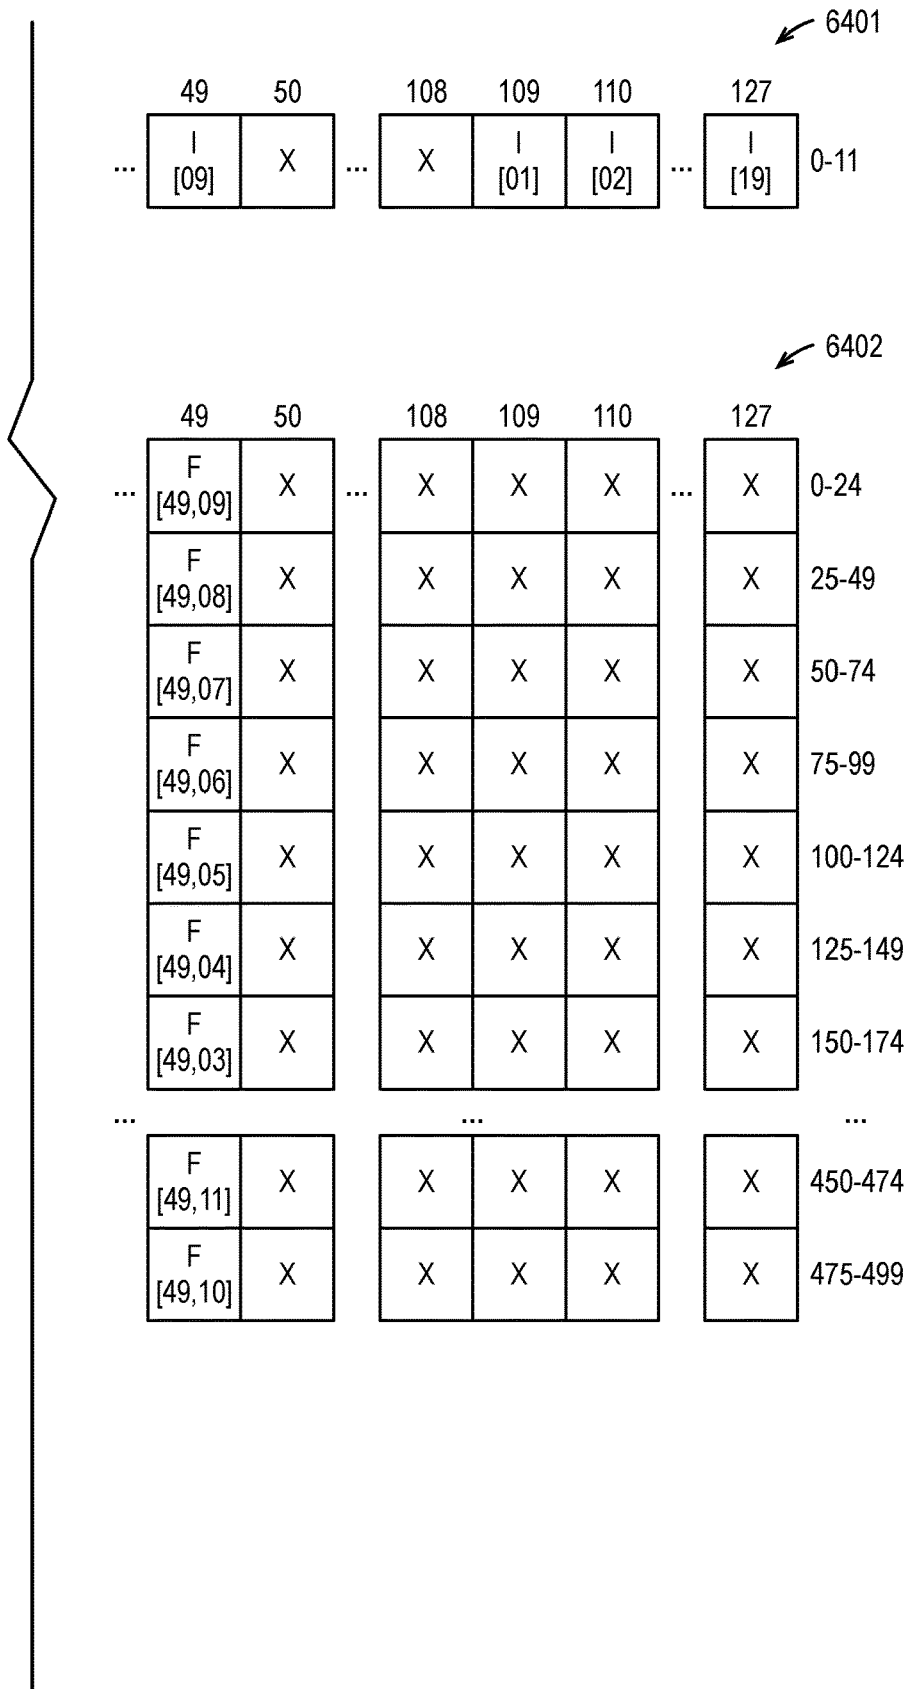 6401
49 50 108 109 110 127
... I [09] X ... X I [01] I [02] ... I [19] 0-11
6402
49 50 108 109 110 127
... F [49,09] X ... X X X ... X 0-24
F [49,08] X X X X X 25-49
F [49,07] X X X X X 50-74
F [49,06] X X X X X 75-99
F [49,05] X X X X X 100-124
F [49,04] X X X X X 125-149
F [49,03] X X X X X 150-174
... ... ...
F [49,11] X X X X X 450-474
F [49,10] X X X X X 475-499